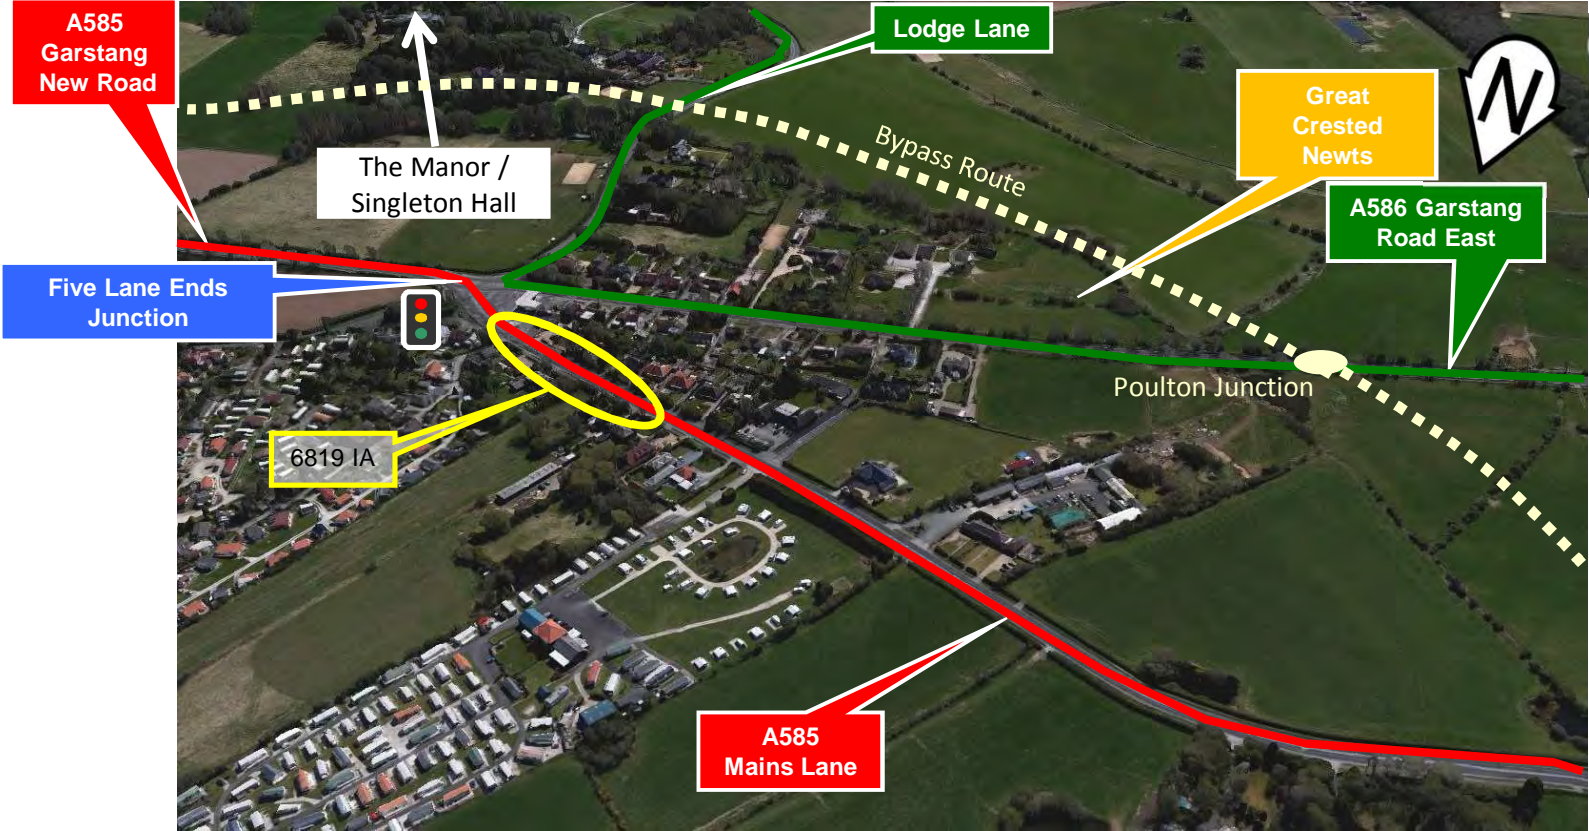 A585
Garstang
New Road
Lodge Lane
N
Great
Crested
Newts
Bypass Route
The Manor /
Singleton Hall
A586 Garstang
Road East
Five Lane Ends
Junction
Poulton Junction
6819 IA
A585
Mains Lane